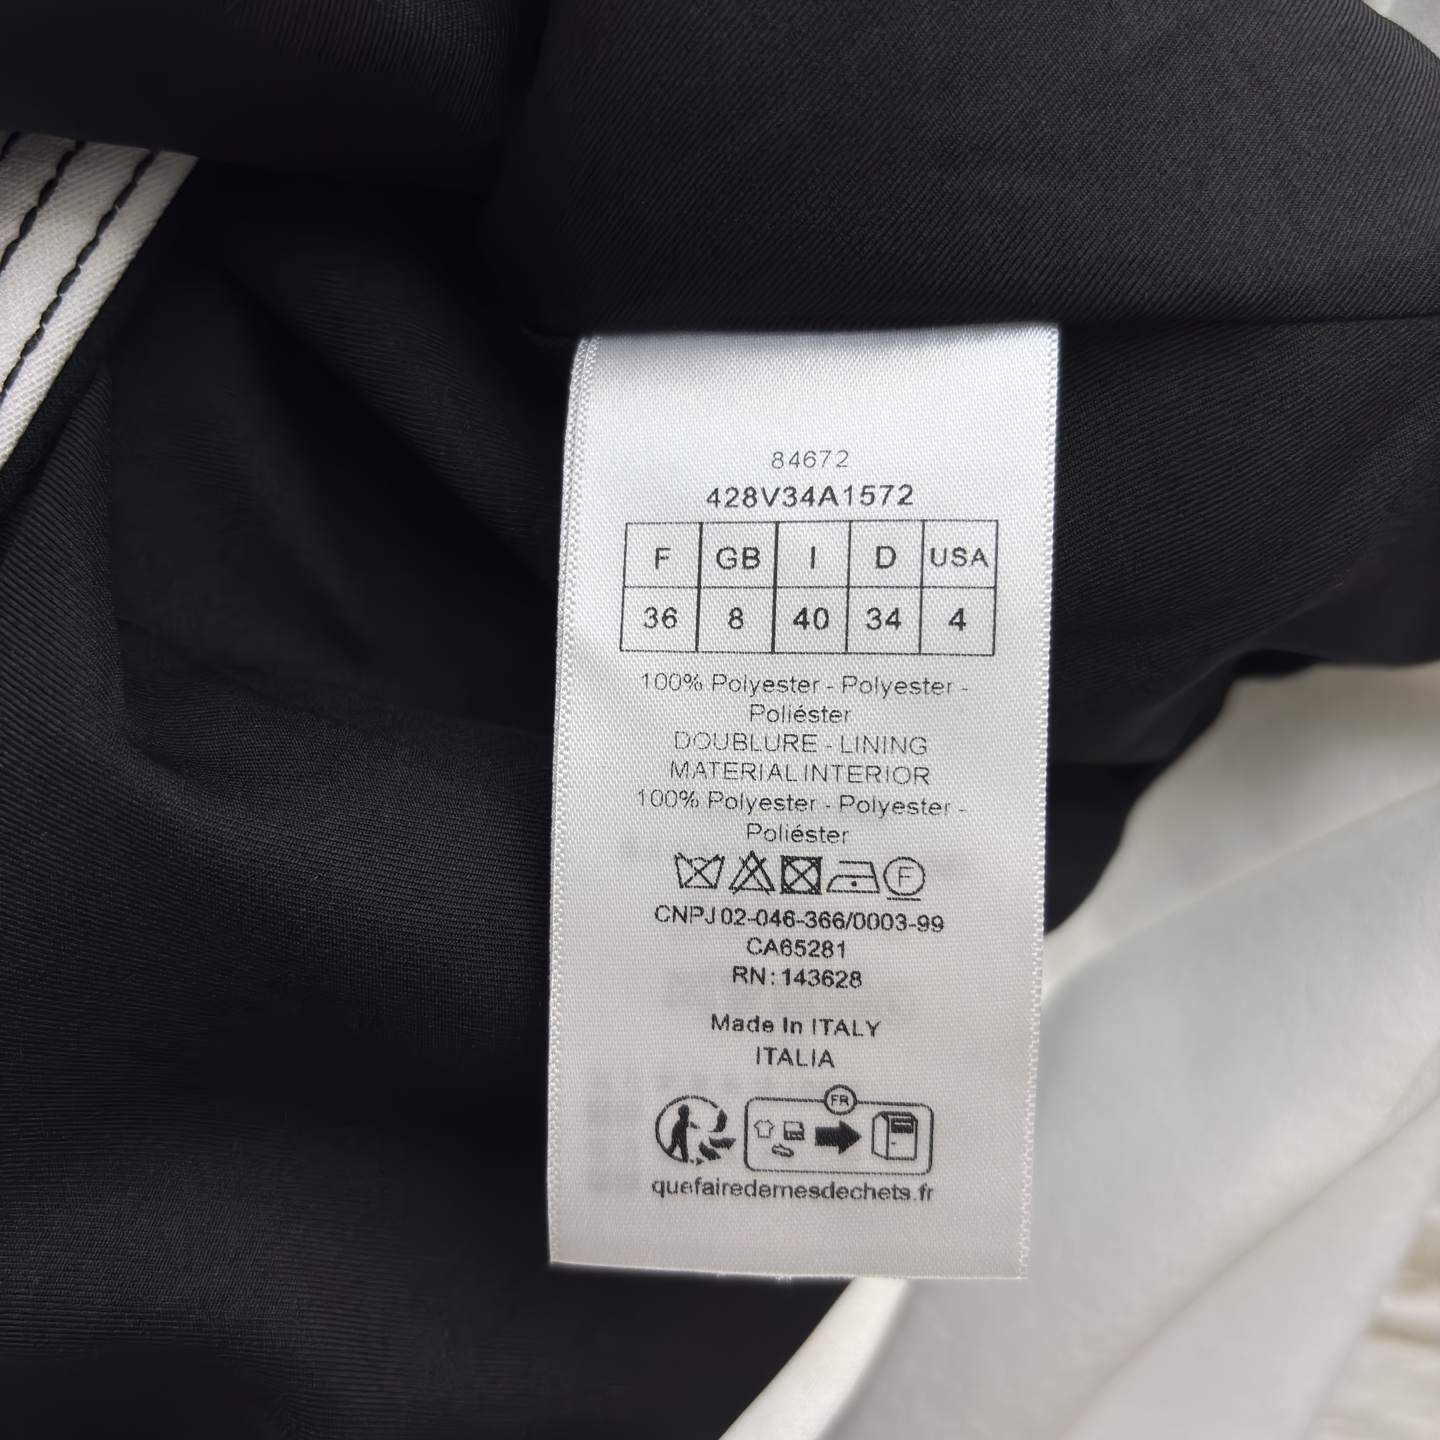 84672
428V34A1572
F GB I D USA
36 8 40 34 4
100% Polyester - Polyester -
Poliéster
DOUBLURE - LINING
MATERIAL INTERIOR
100% Polyester - Polyester -
Poliéster
F
CNPJ 02-046-366/0003-99
CA65281
RN: 143628
Made In ITALY
ITALIA
FR
quefairedemesdechets.fr